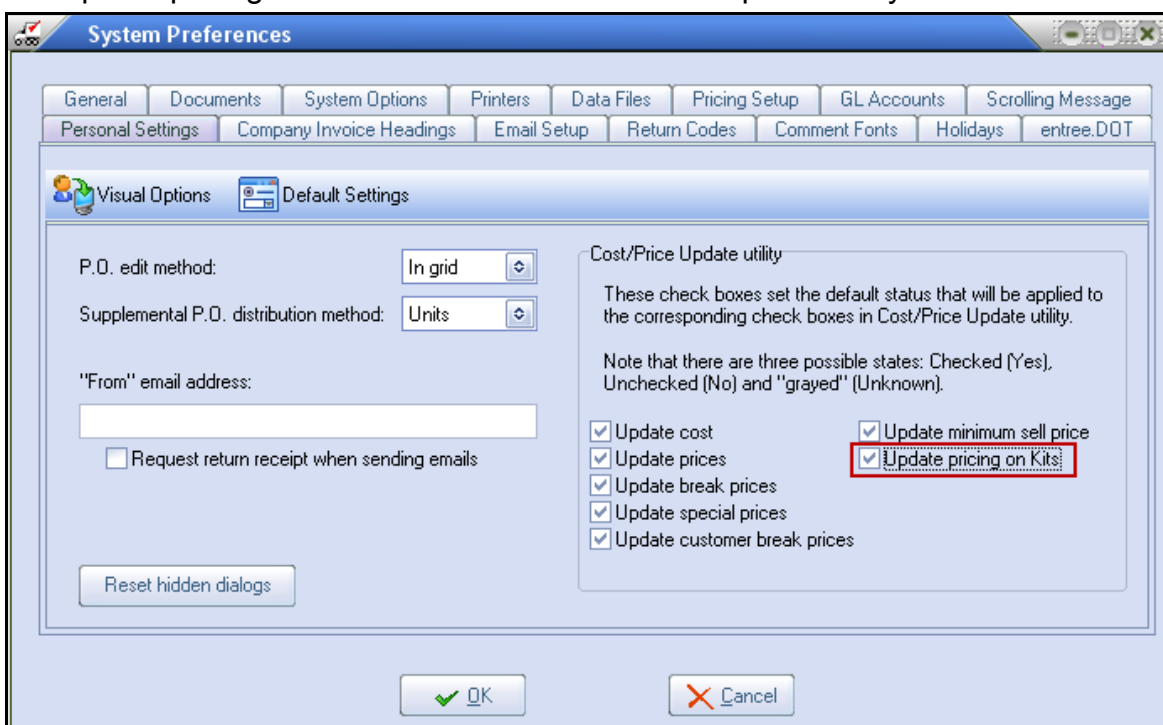 System Preferences
General Documents System Options Printers Data Files Pricing Setup GL Accounts Scrolling Message
Personal Settings Company Invoice Headings Email Setup Return Codes Comment Fonts Holidays entree.DOT
Visual Options Default Settings
P.O. edit method: In grid
Supplemental P.O. distribution method: Units
"From" email address:
Request return receipt when sending emails
Reset hidden dialogs
Cost/Price Update utility
These check boxes set the default status that will be applied to
the corresponding check boxes in Cost/Price Update utility.
Note that there are three possible states: Checked (Yes),
Unchecked (No) and "grayed" (Unknown).
Update cost Update minimum sell price
Update prices Update pricing on Kits
Update break prices
Update special prices
Update customer break prices
OK Cancel